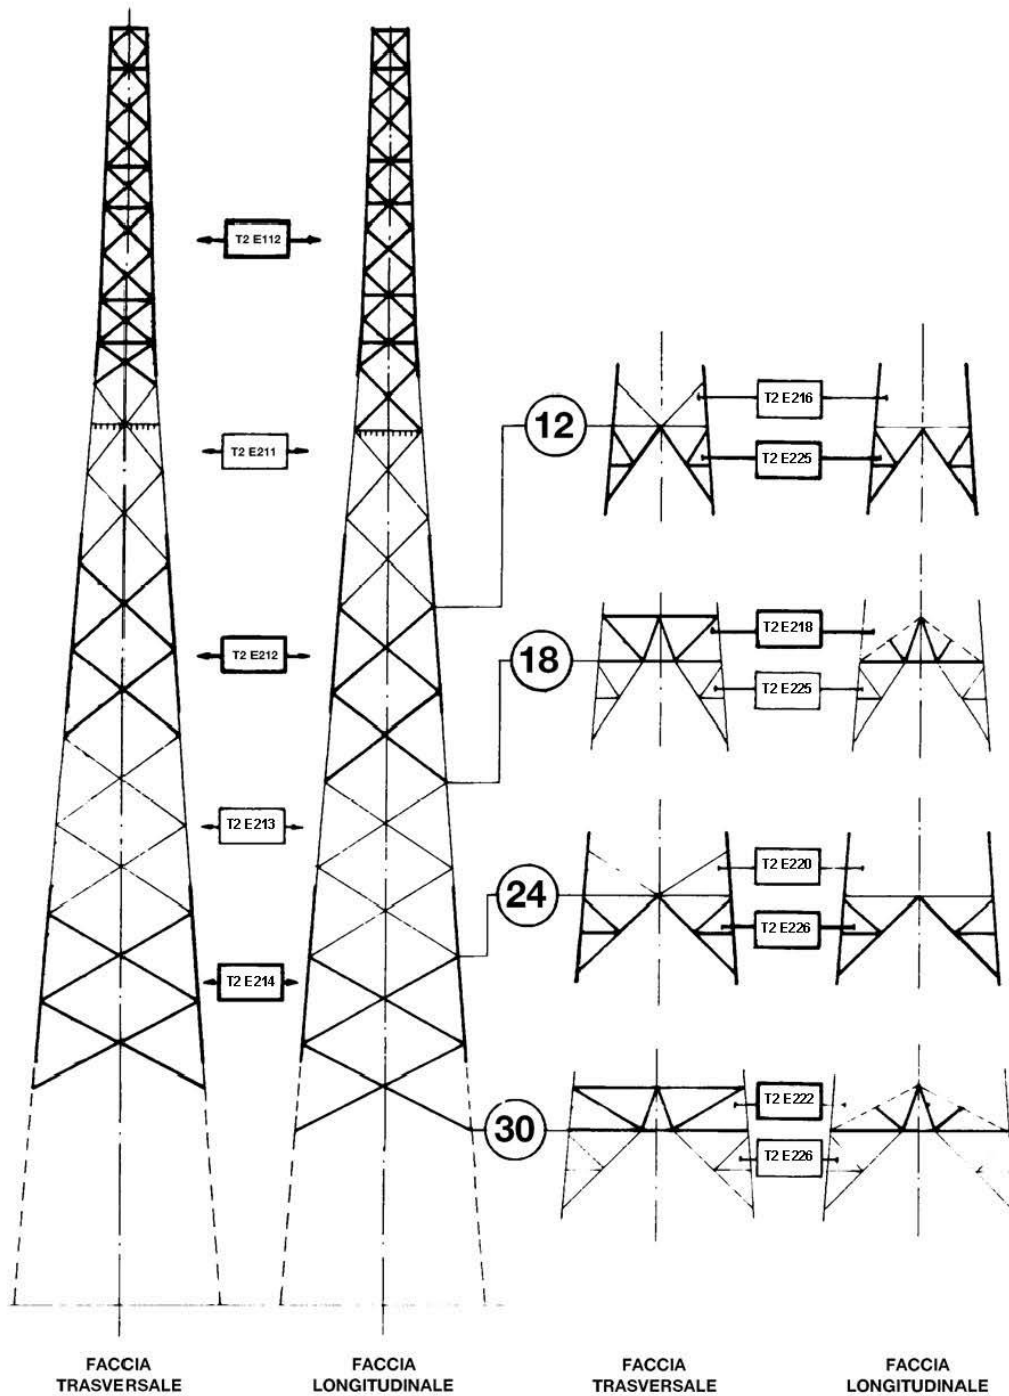 T2 E112
T2 E211
T2 E212
T2 E213
T2 E214
12
T2 E216
T2 E225
18
T2 E218
T2 E225
24
T2 E220
T2 E226
30
T2 E222
T2 E226
FACCIA
TRASVERSALE
FACCIA
LONGITUDINALE
FACCIA
TRASVERSALE
FACCIA
LONGITUDINALE